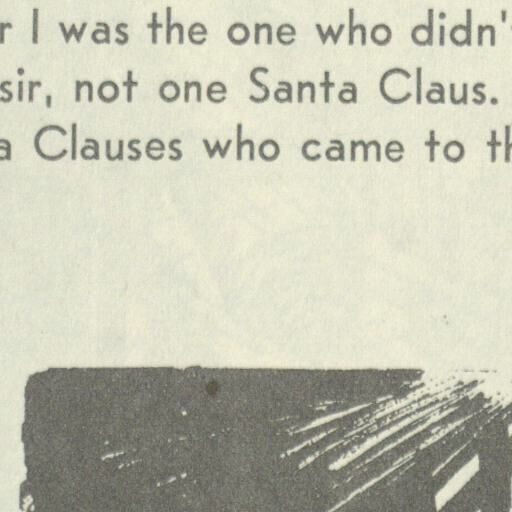 r I was the one who didn'
sir, not one Santa Claus.
a Clauses who came to th